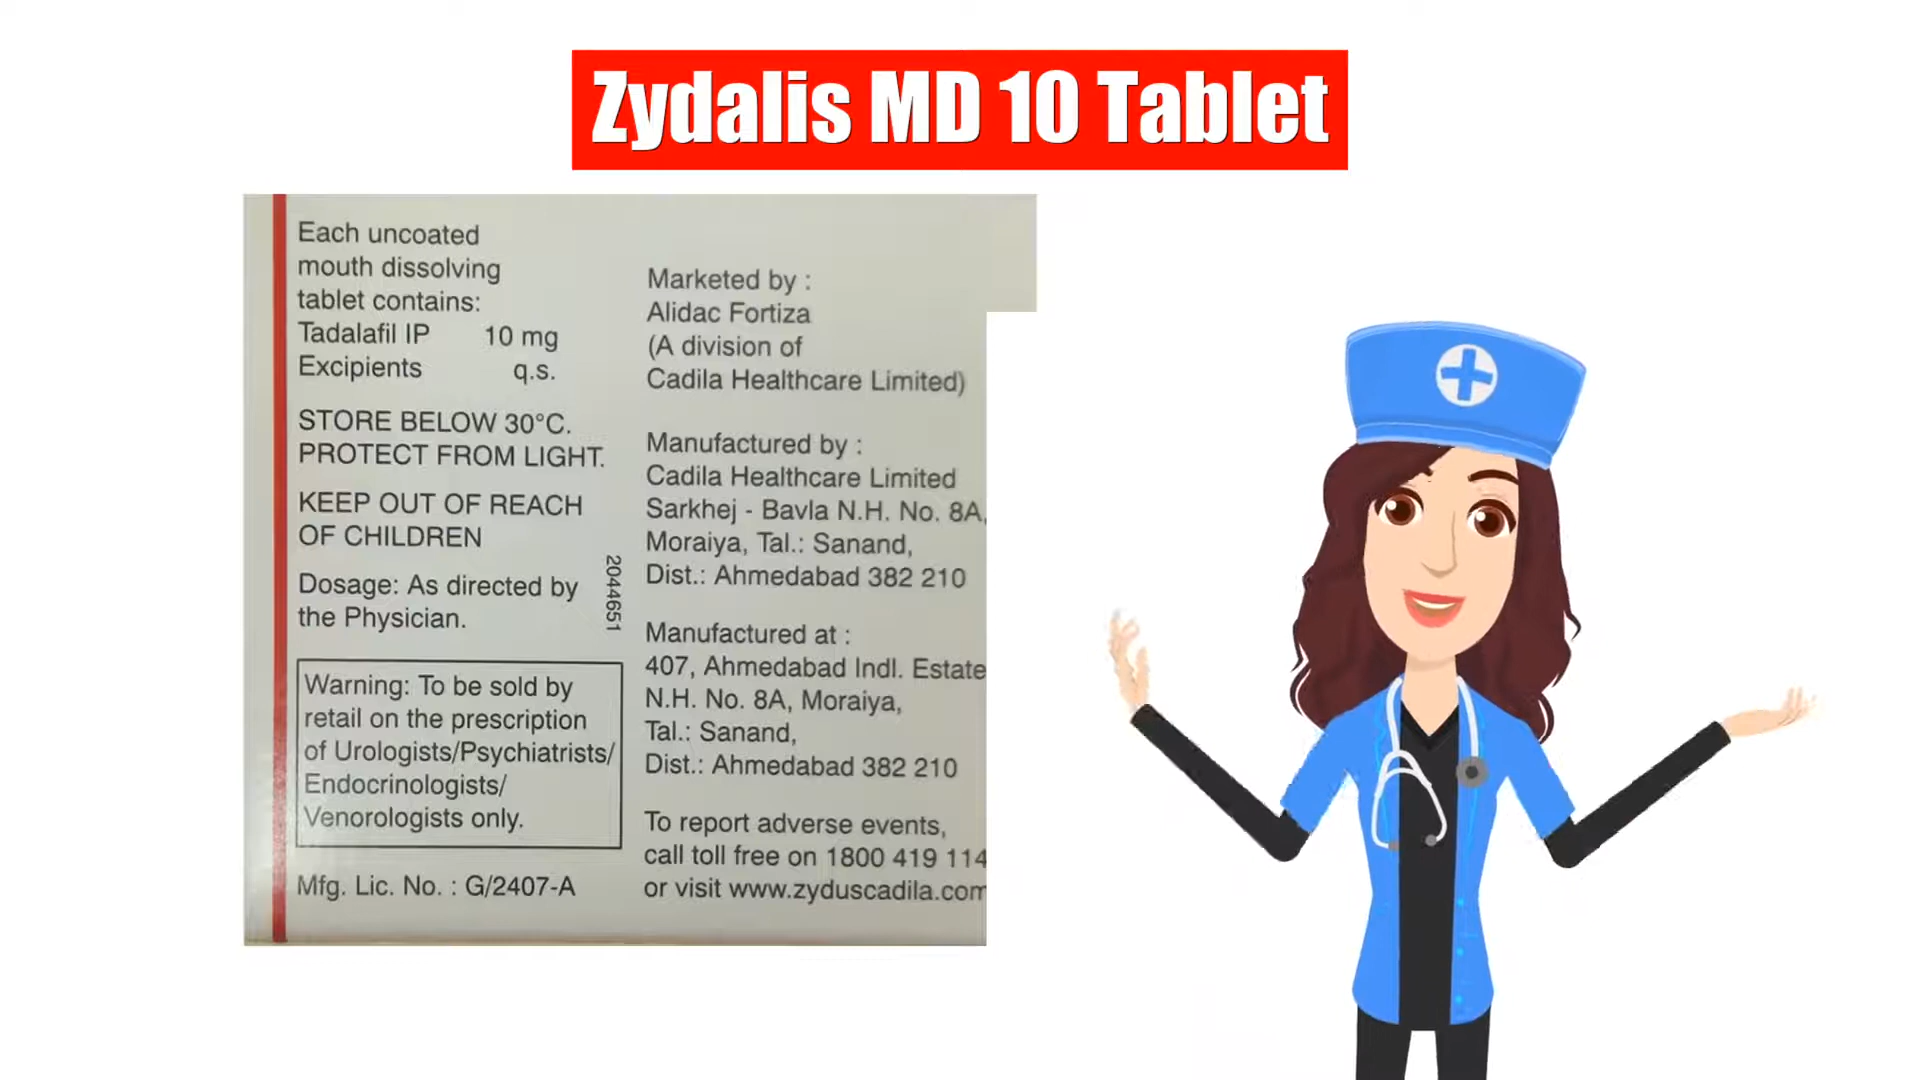 Zydalis MD 10 Tablet
Each uncoated
mouth dissolving
tablet contains:
Tadalafil IP 10 mg
Excipients q.s.
STORE BELOW 30°C.
PROTECT FROM LIGHT.
KEEP OUT OF REACH
OF CHILDREN
Dosage: As directed by
the Physician.
2044651
Warning: To be sold by
retail on the prescription
of Urologists/Psychiatrists/
Endocrinologists/
Venorologists only.
Mfg. Lic. No. : G/2407-A
Marketed by :
Alidac Fortiza
(A division of
Cadila Healthcare Limited)
Manufactured by :
Cadila Healthcare Limited
Sarkhej - Bavla N.H. No. 8A,
Moraiya, Tal.: Sanand,
Dist.: Ahmedabad 382 210
Manufactured at :
407, Ahmedabad Indl. Estate
N.H. No. 8A, Moraiya,
Tal.: Sanand,
Dist.: Ahmedabad 382 210
To report adverse events,
call toll free on 1800 419 114
or visit www.zyduscadila.com